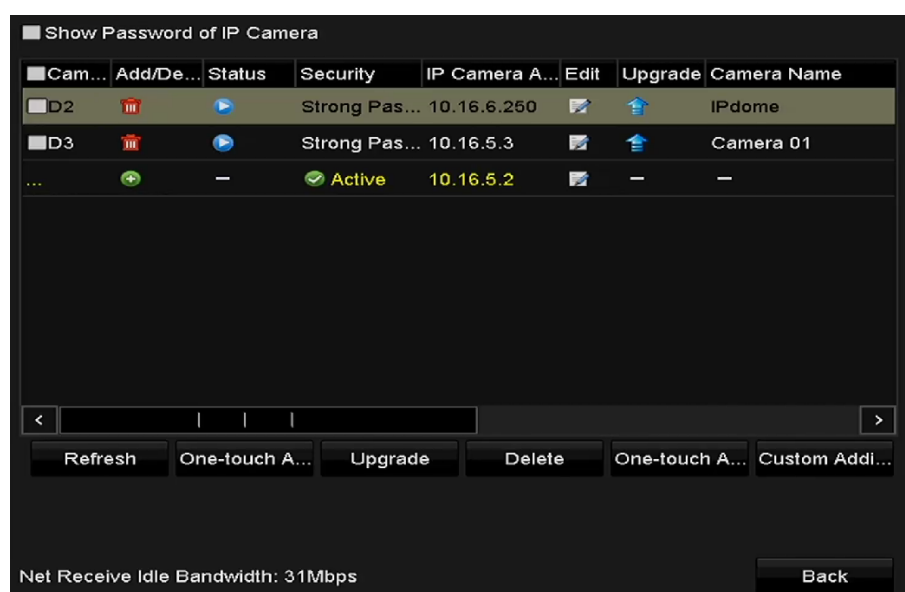 Show Password of IP Camera
Cam... Add/De... Status Security IP Camera A... Edit Upgrade Camera Name
D2 Strong Pas... 10.16.6.250 IPdome
D3 Strong Pas... 10.16.5.3 Camera 01
... — Active 10.16.5.2 — —
< >
Refresh One-touch A... Upgrade Delete One-touch A... Custom Addi...
Net Receive Idle Bandwidth: 31Mbps Back